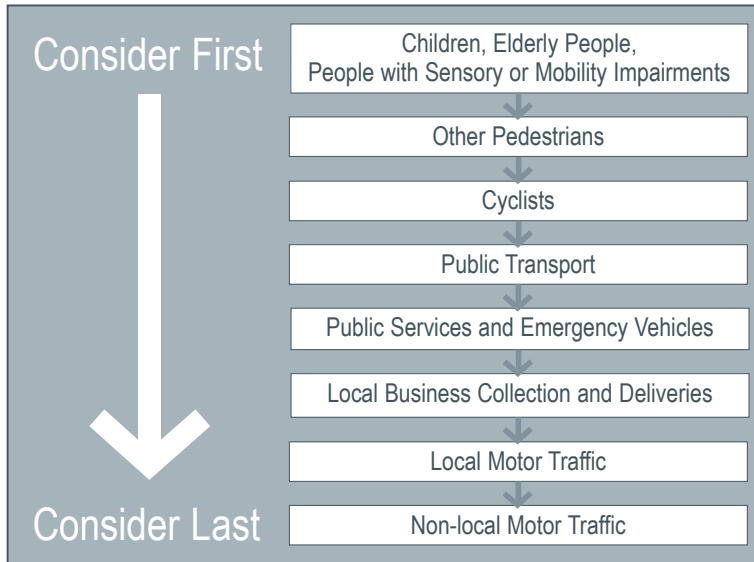 Consider First
Children, Elderly People,
People with Sensory or Mobility Impairments
Other Pedestrians
Cyclists
Public Transport
Public Services and Emergency Vehicles
Local Business Collection and Deliveries
Local Motor Traffic
Consider Last
Non-local Motor Traffic